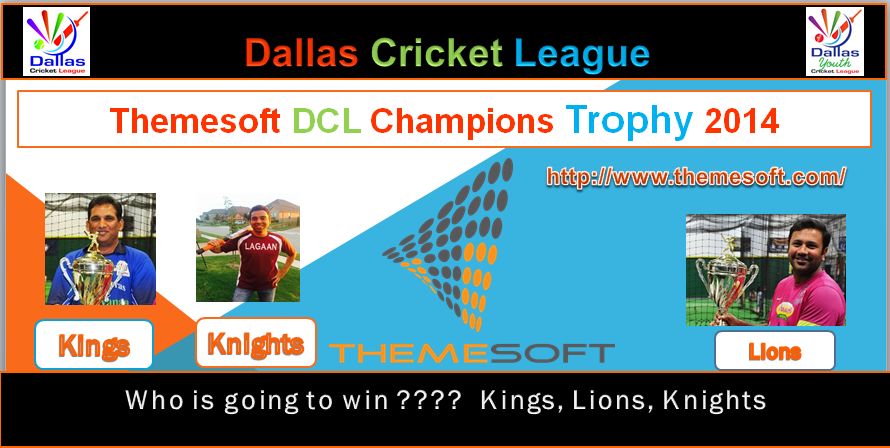 Dallas
Cricket League
Dallas Cricket League
Dallas
Youth
Cricket League
Themesoft DCL Champions Trophy 2014
http://www.themesoft.com/
LAGAAN
Kings
Knights
THEMESOFT
Lions
Who is going to win ???? Kings, Lions, Knights